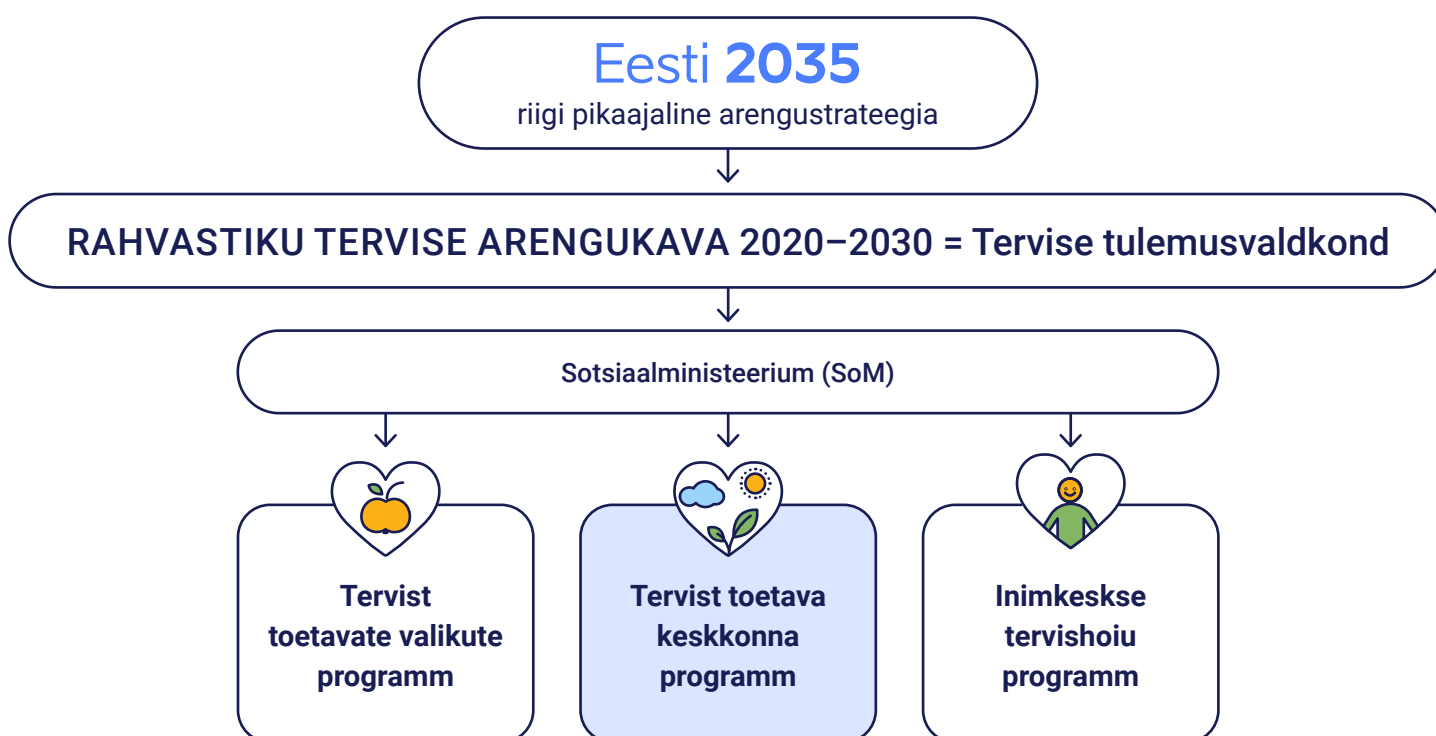 Eesti 2035
riigi pikaajaline arengustrateegia
RAHVASTIKU TERVISE ARENGUKAVA 2020–2030 = Tervise tulemusvaldkond
Sotsiaalministeerium (SoM)
Tervist
toetavate valikute
programm
Tervist toetava
keskkonna
programm
Inimkeskse
tervishoiu
programm